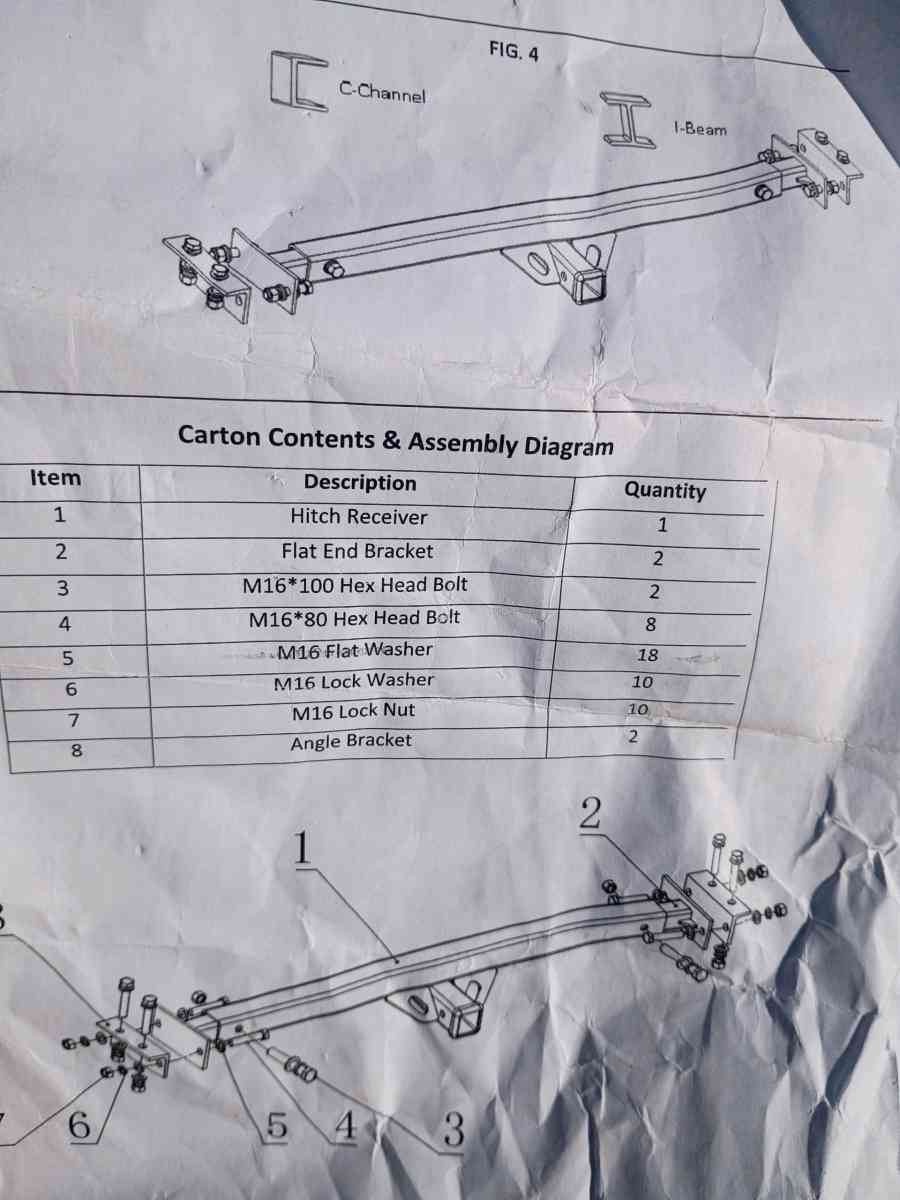 FIG. 4
C-Channel
I-Beam
Carton Contents & Assembly Diagram
Item Description Quantity
1 Hitch Receiver 1
2 Flat End Bracket 2
3 M16*100 Hex Head Bolt 2
4 M16*80 Hex Head Bolt 8
5 M16 Flat Washer 18
6 M16 Lock Washer 10
7 M16 Lock Nut 10
8 Angle Bracket 2
2
1
6 5 4 3